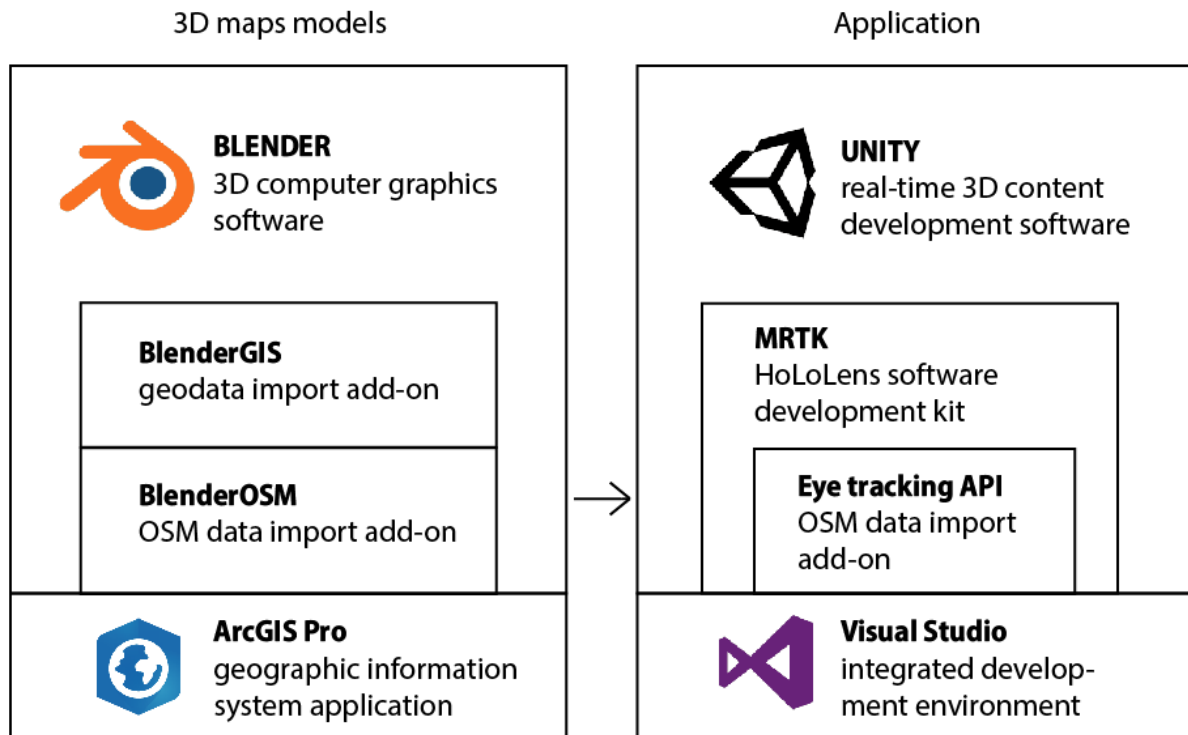 3D maps models
BLENDER
3D computer graphics
software
BlenderGIS
geodata import add-on
BlenderOSM
OSM data import add-on
ArcGIS Pro
geographic information
system application
Application
UNITY
real-time 3D content
development software
MRTK
HoLoLens software
development kit
Eye tracking API
OSM data import
add-on
Visual Studio
integrated develop-
ment environment